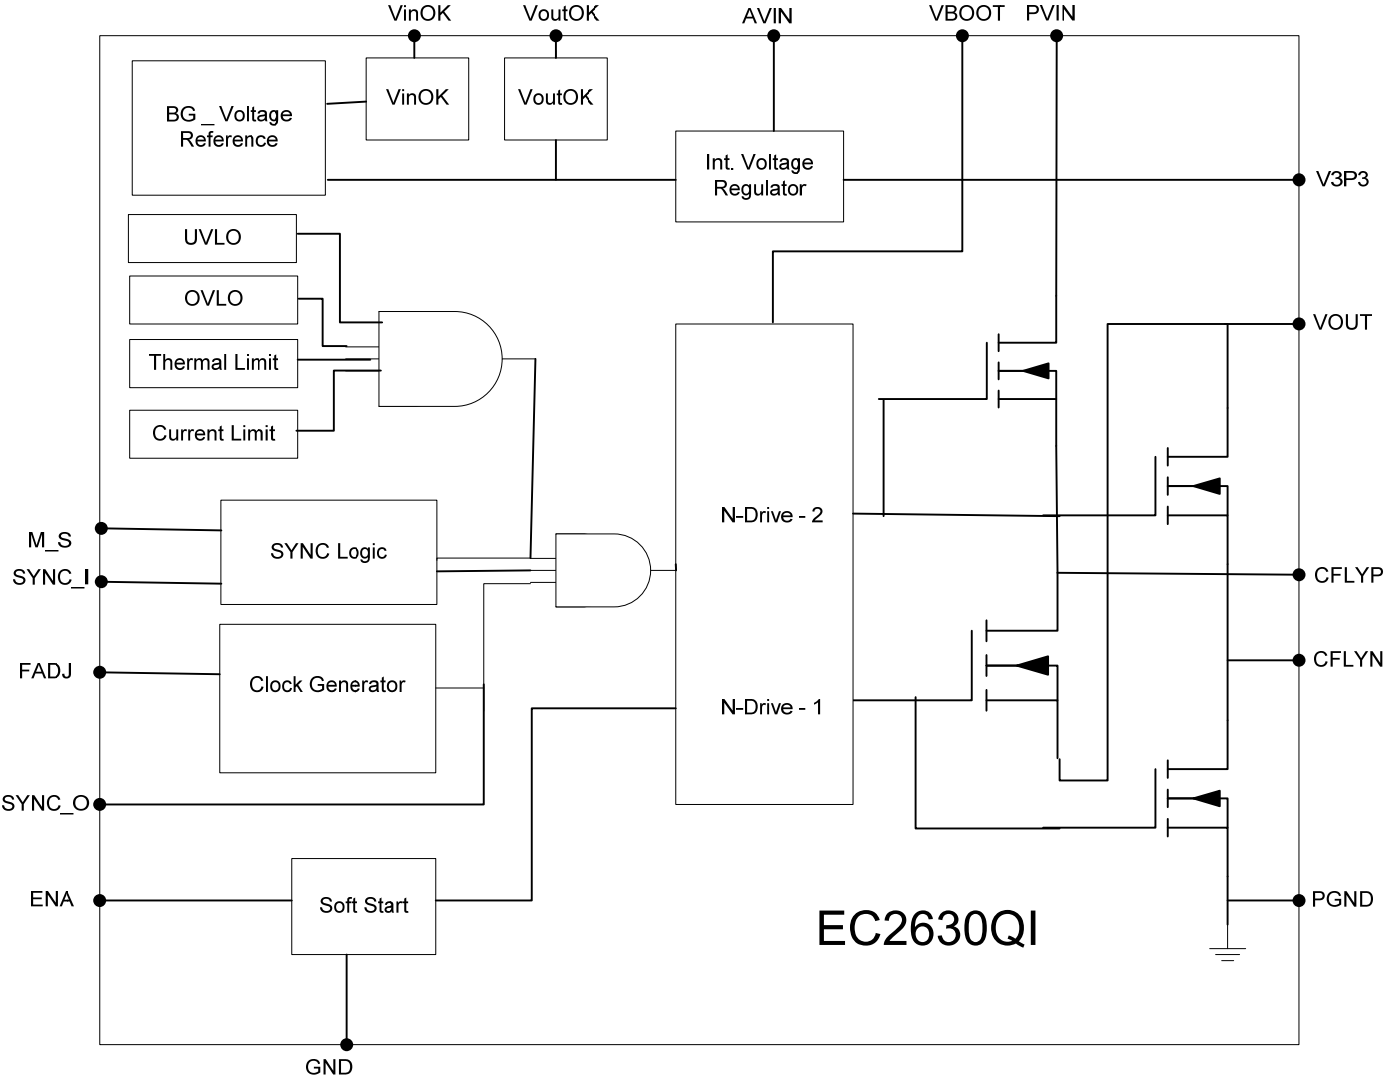 VinOK
VoutOK
AVIN
VBOOT
PVIN
BG _ Voltage
Reference
VinOK
VoutOK
Int. Voltage
Regulator
V3P3
UVLO
OVLO
Thermal Limit
Current Limit
VOUT
M_S
SYNC_I
SYNC Logic
N-Drive - 2
CFLYP
FADJ
Clock Generator
N-Drive - 1
CFLYN
SYNC_O
ENA
Soft Start
EC2630QI
PGND
GND